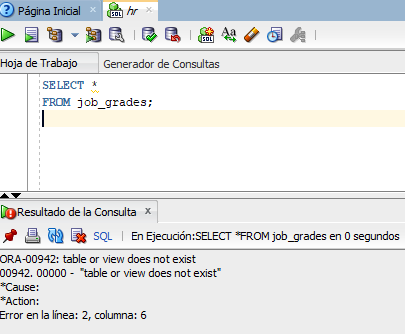 Página Inicial hr
Hoja de Trabajo Generador de Consultas
SELECT *
FROM job_grades;
Resultado de la Consulta x
SQL | En Ejecución:SELECT *FROM job_grades en 0 segundos
ORA-00942: table or view does not exist
00942. 00000 - "table or view does not exist"
*Cause:
*Action:
Error en la línea: 2, columna: 6